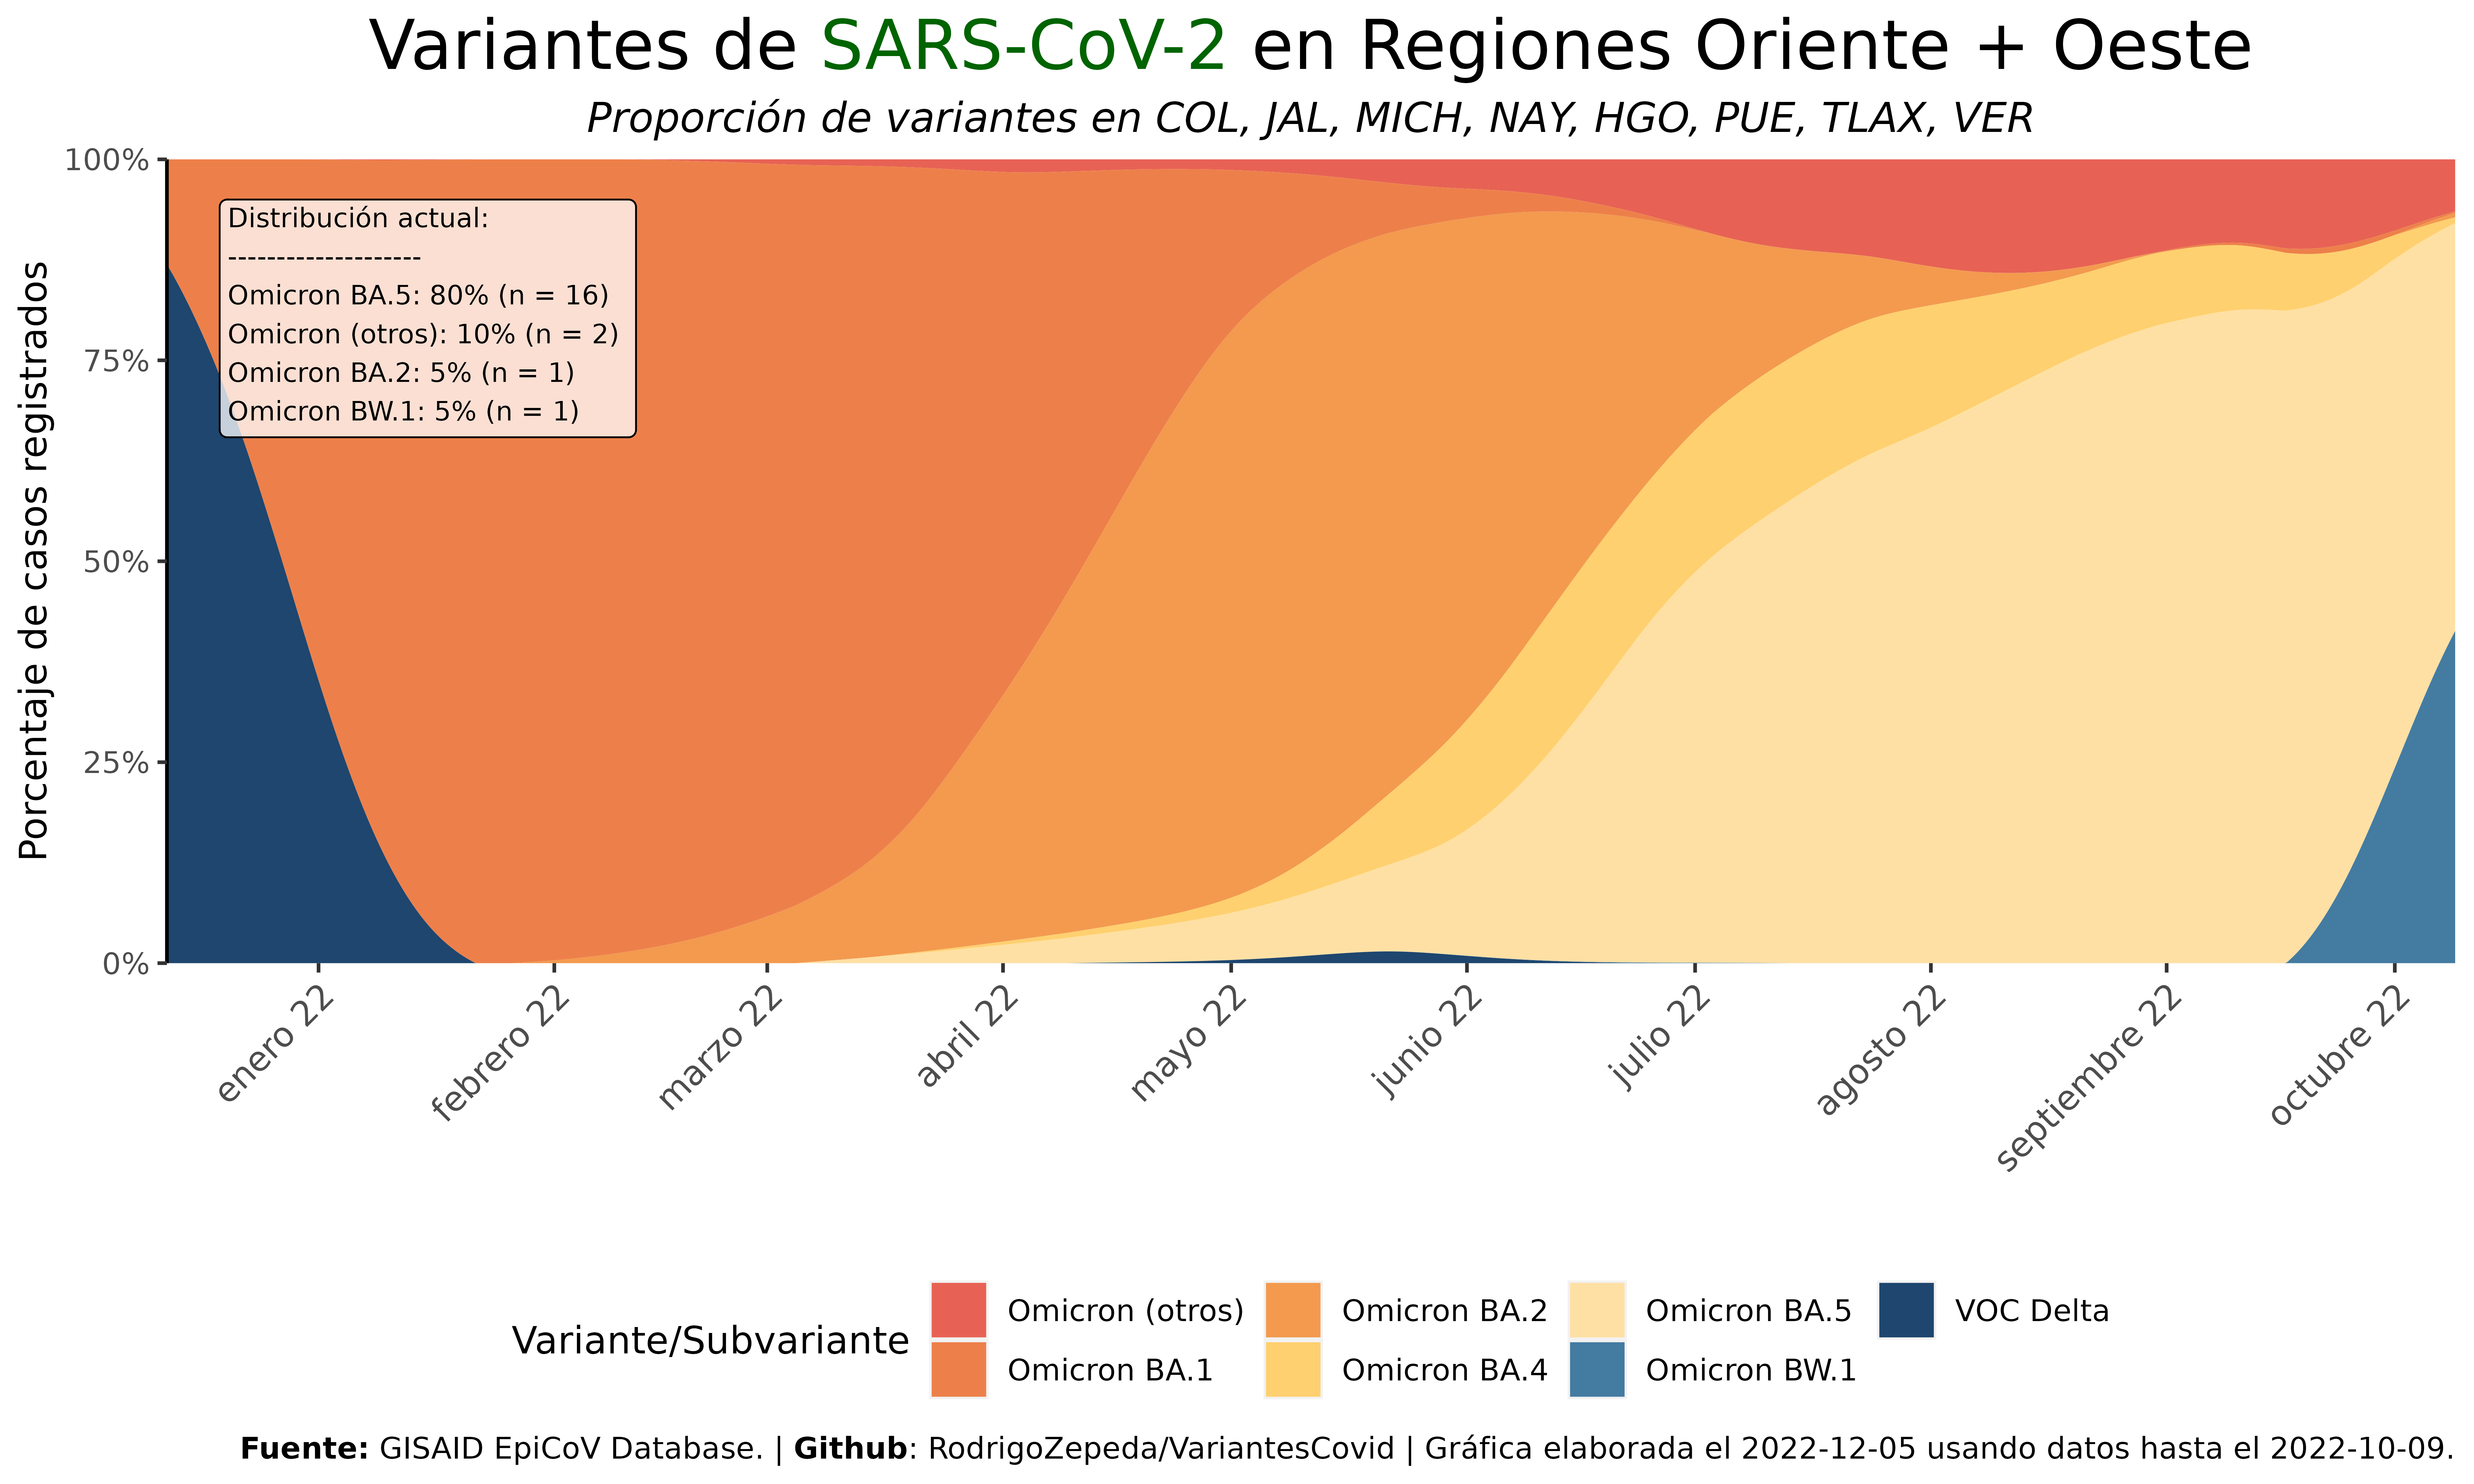 Variantes de SARS-CoV-2 en Regiones Oriente + Oeste
Proporción de variantes en COL, JAL, MICH, NAY, HGO, PUE, TLAX, VER
Porcentaje de casos registrados
100%
75%
50%
25%
0%
Distribución actual:
--------------------
Omicron BA.5: 80% (n = 16)
Omicron (otros): 10% (n = 2)
Omicron BA.2: 5% (n = 1)
Omicron BW.1: 5% (n = 1)
enero 22
febrero 22
marzo 22
abril 22
mayo 22
junio 22
julio 22
agosto 22
septiembre 22
octubre 22
Variante/Subvariante
Omicron (otros)
Omicron BA.1
Omicron BA.2
Omicron BA.4
Omicron BA.5
Omicron BW.1
VOC Delta
Fuente: GISAID EpiCoV Database. | Github: RodrigoZepeda/VariantesCovid | Gráfica elaborada el 2022-12-05 usando datos hasta el 2022-10-09.